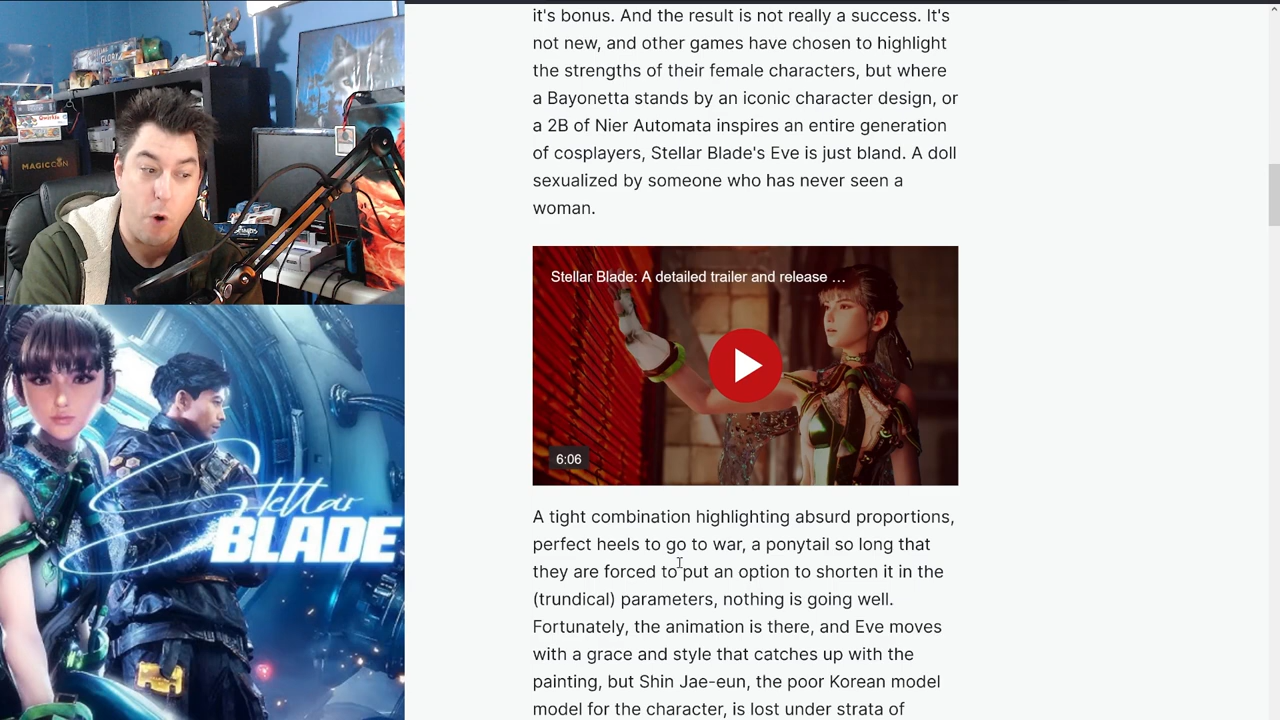 GLORY
Qwirkle
MAGICCON
Stellar
BLADE
it's bonus. And the result is not really a success. It's
not new, and other games have chosen to highlight
the strengths of their female characters, but where
a Bayonetta stands by an iconic character design, or
a 2B of Nier Automata inspires an entire generation
of cosplayers, Stellar Blade's Eve is just bland. A doll
sexualized by someone who has never seen a
woman.
Stellar Blade: A detailed trailer and release …
6:06
A tight combination highlighting absurd proportions,
perfect heels to go to war, a ponytail so long that
they are forced to put an option to shorten it in the
(trundical) parameters, nothing is going well.
Fortunately, the animation is there, and Eve moves
with a grace and style that catches up with the
painting, but Shin Jae-eun, the poor Korean model
model for the character, is lost under strata of